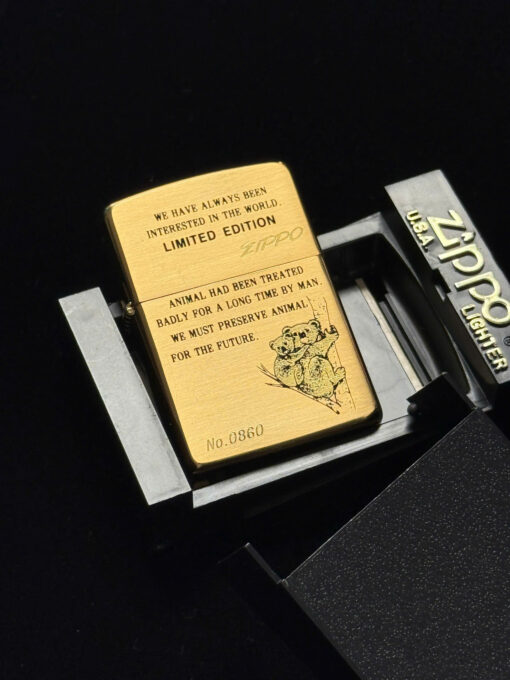 WE HAVE ALWAYS BEEN
INTERESTED IN THE WORLD.
LIMITED EDITION
ZIPPO
ANIMAL HAD BEEN TREATED
BADLY FOR A LONG TIME BY MAN.
WE MUST PRESERVE ANIMAL
FOR THE FUTURE.
No.0860
Zippo®
U.S.A.
LIGHTER